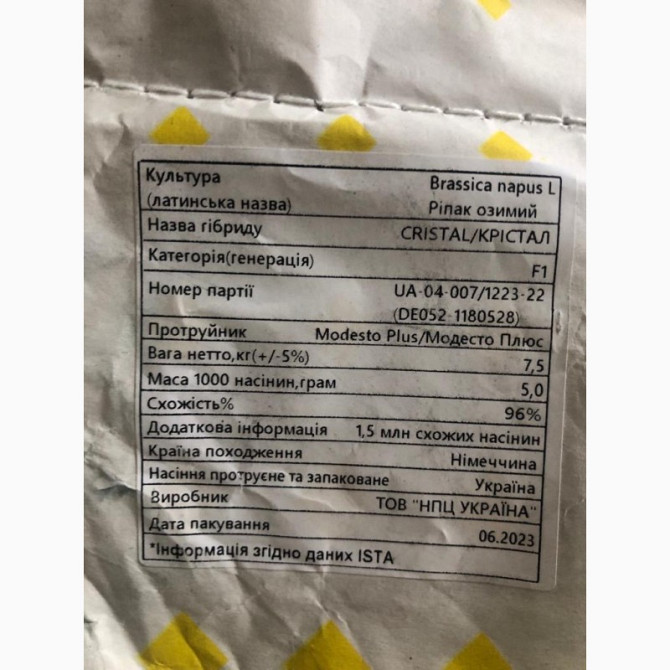 Культура Brassica napus L
(латинська назва) Ріпак озимий
Назва гібриду CRISTAL/КРІСТАЛ
Категорія(генерація) F1
Номер партії UA-04-007/1223-22
(DE052-1180528)
Протруйник Modesto Plus/Модесто Плюс
Вага нетто,кг(+/-5%) 7,5
Маса 1000 насінин,грам 5,0
Схожість% 96%
Додаткова інформація 1,5 млн схожих насінин
Країна походження Німеччина
Насіння протруєне та запаковане Україна
Виробник ТОВ "НПЦ УКРАЇНА"
Дата пакування 06.2023
*Інформація згідно даних ISTA